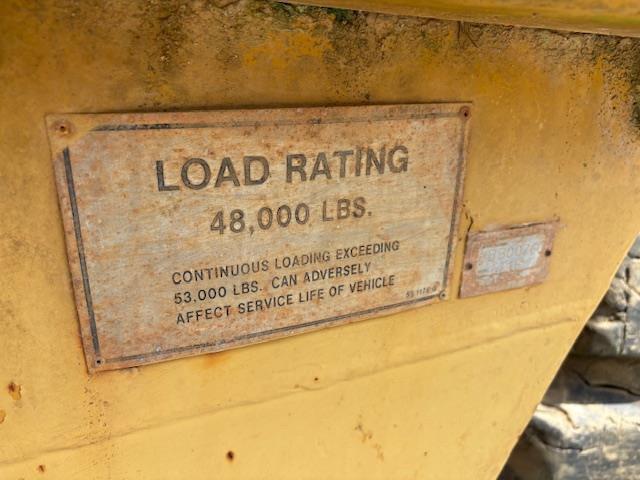 LOAD RATING
48,000 LBS.
CONTINUOUS LOADING EXCEEDING
53,000 LBS. CAN ADVERSELY
AFFECT SERVICE LIFE OF VEHICLE